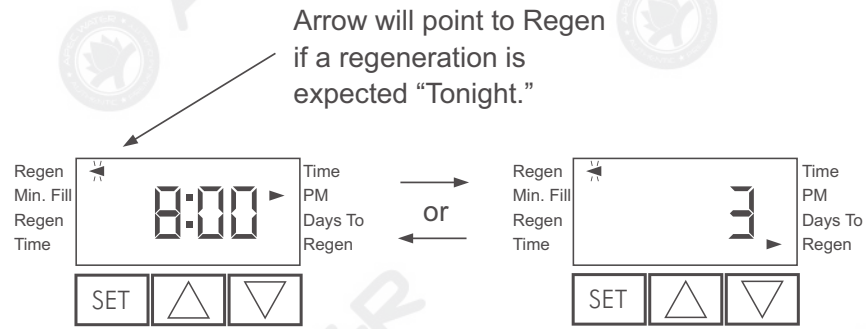 Arrow will point to Regen
if a regeneration is
expected “Tonight.”
Regen
Min. Fill
Regen
Time
8:00
Time
PM
Days To
Regen
SET
or
Regen
Min. Fill
Regen
Time
3
Time
PM
Days To
Regen
SET